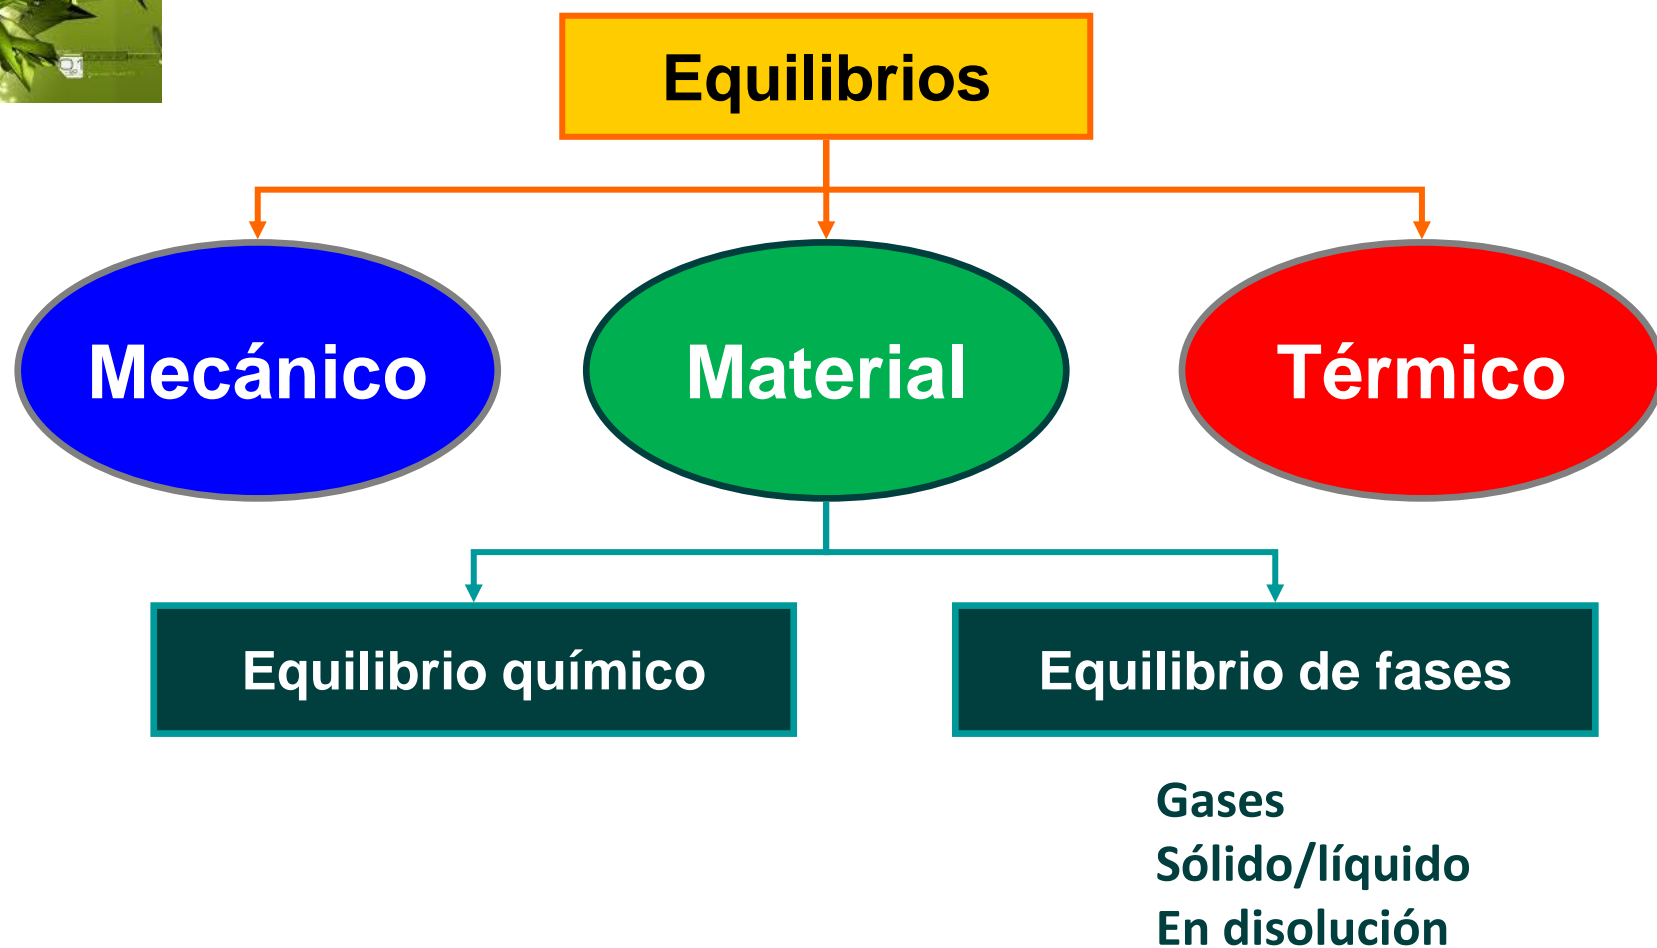 Equilibrios
Mecánico
Material
Térmico
Equilibrio químico
Equilibrio de fases
Gases
Sólido/líquido
En disolución